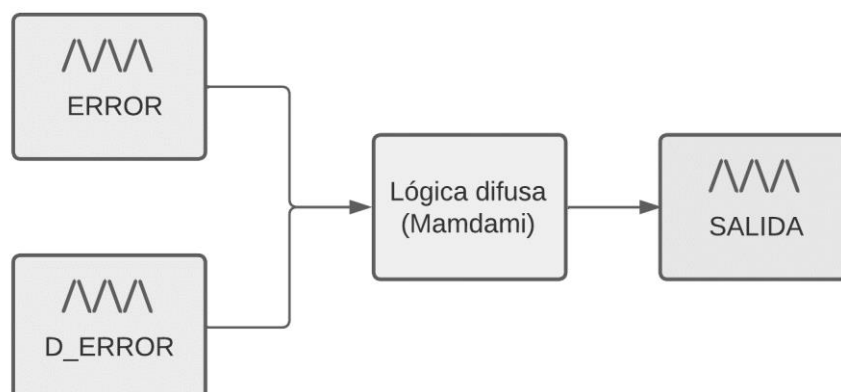 ERROR
D_ERROR
Lógica difusa
(Mamdami)
SALIDA